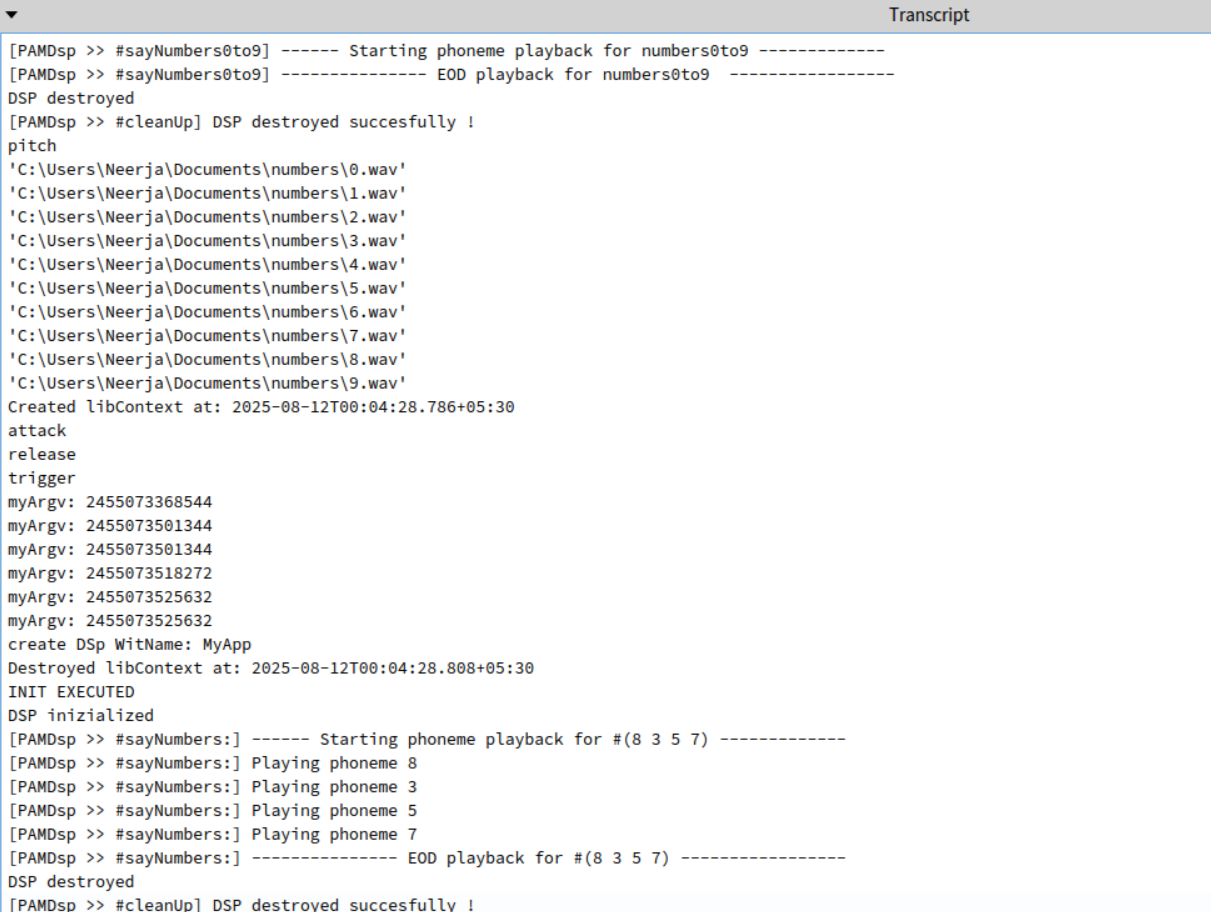 Transcript
[PAMDsp >> #sayNumbers0to9] ------ Starting phoneme playback for numbers0to9 -------------
[PAMDsp >> #sayNumbers0to9] --------------- EOD playback for numbers0to9  -----------------
DSP destroyed
[PAMDsp >> #cleanUp] DSP destroyed succesfully !
pitch
'C:\Users\Neerja\Documents\numbers\0.wav'
'C:\Users\Neerja\Documents\numbers\1.wav'
'C:\Users\Neerja\Documents\numbers\2.wav'
'C:\Users\Neerja\Documents\numbers\3.wav'
'C:\Users\Neerja\Documents\numbers\4.wav'
'C:\Users\Neerja\Documents\numbers\5.wav'
'C:\Users\Neerja\Documents\numbers\6.wav'
'C:\Users\Neerja\Documents\numbers\7.wav'
'C:\Users\Neerja\Documents\numbers\8.wav'
'C:\Users\Neerja\Documents\numbers\9.wav'
Created libContext at: 2025-08-12T00:04:28.786+05:30
attack
release
trigger
myArgv: 2455073368544
myArgv: 2455073501344
myArgv: 2455073501344
myArgv: 2455073518272
myArgv: 2455073525632
myArgv: 2455073525632
create DSp WitName: MyApp
Destroyed libContext at: 2025-08-12T00:04:28.808+05:30
INIT EXECUTED
DSP inizialized
[PAMDsp >> #sayNumbers:] ------ Starting phoneme playback for #(8 3 5 7) -------------
[PAMDsp >> #sayNumbers:] Playing phoneme 8
[PAMDsp >> #sayNumbers:] Playing phoneme 3
[PAMDsp >> #sayNumbers:] Playing phoneme 5
[PAMDsp >> #sayNumbers:] Playing phoneme 7
[PAMDsp >> #sayNumbers:] --------------- EOD playback for #(8 3 5 7) -----------------
DSP destroyed
[PAMDsp >> #cleanUp] DSP destroyed succesfully !